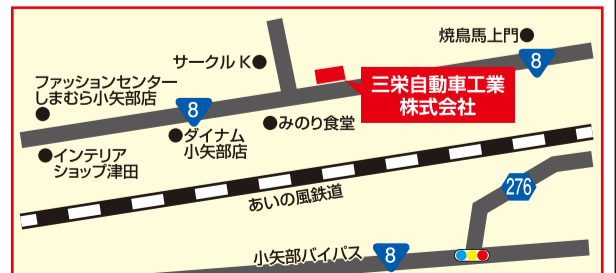 焼鳥馬上門
8
サークルK
三栄自動車工業
株式会社
ファッションセンター
しまむら小矢部店
8
みのり食堂
ダイナム
小矢部店
インテリア
ショップ津田
276
あいの風鉄道
小矢部バイパス
8